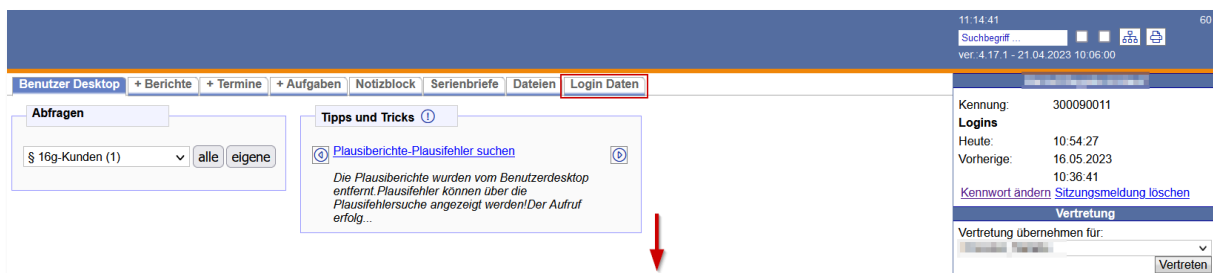 11:14:41 60
Suchbegriff ...
ver.:4.17.1 - 21.04.2023 10:06:00
Benutzer Desktop + Berichte + Termine + Aufgaben Notizblock Serienbriefe Dateien Login Daten
Abfragen
§ 16g-Kunden (1) alle eigene
Tipps und Tricks
Plausiberichte-Plausifehler suchen
Die Plausiberichte wurden vom Benutzerdesktop
entfernt.Plausifehler können über die
Plausifehlersuche angezeigt werden!Der Aufruf
erfolg...
Kennung: 300090011
Logins
Heute: 10:54:27
Vorherige: 16.05.2023
10:36:41
Kennwort ändern Sitzungsmeldung löschen
Vertretung
Vertretung übernehmen für:
Vertreten